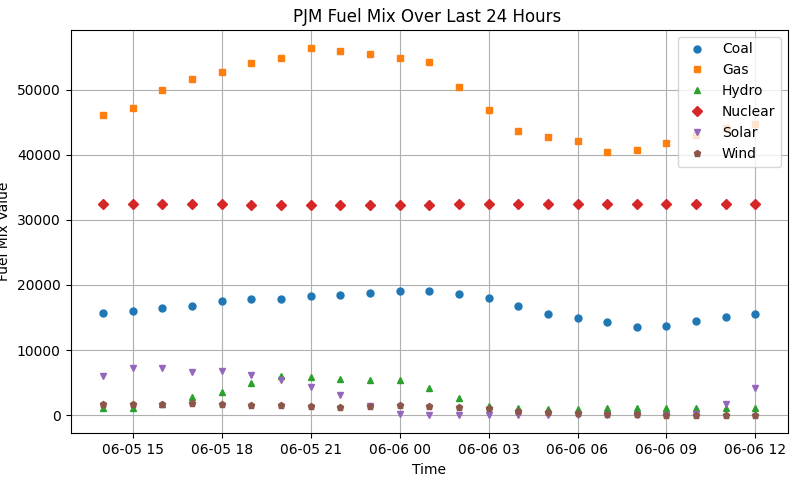 PJM Fuel Mix Over Last 24 Hours
Coal
Gas
Hydro
Nuclear
Solar
Wind
50000
40000
30000
20000
10000
0
Fuel Mix Value
06-05 15
06-05 18
06-05 21
06-06 00
06-06 03
06-06 06
06-06 09
06-06 12
Time